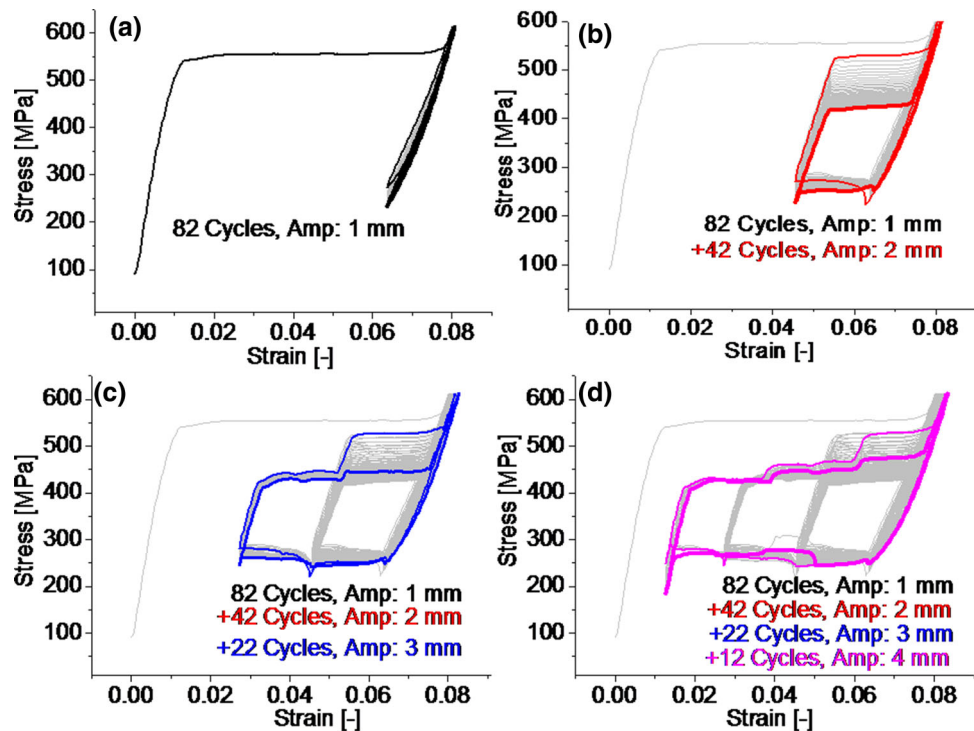 (a)
600
500
400
300
200
100
Stress [MPa]
82 Cycles, Amp: 1 mm
0.00 0.02 0.04 0.06 0.08
Strain [-]
(b)
600
500
400
300
200
100
Stress [MPa]
82 Cycles, Amp: 1 mm
+42 Cycles, Amp: 2 mm
0.00 0.02 0.04 0.06 0.08
Strain [-]
(c)
600
500
400
300
200
100
Stress [MPa]
82 Cycles, Amp: 1 mm
+42 Cycles, Amp: 2 mm
+22 Cycles, Amp: 3 mm
0.00 0.02 0.04 0.06 0.08
Strain [-]
(d)
600
500
400
300
200
100
Stress [MPa]
82 Cycles, Amp: 1 mm
+42 Cycles, Amp: 2 mm
+22 Cycles, Amp: 3 mm
+12 Cycles, Amp: 4 mm
0.00 0.02 0.04 0.06 0.08
Strain [-]